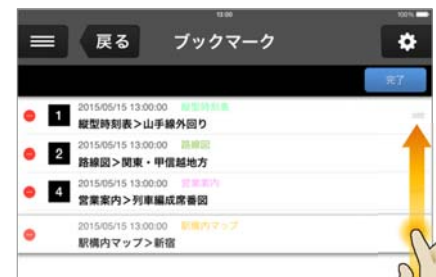 13:00 100%
戻る ブックマーク
完了
1 2015/05/15 13:00:00 縦型時刻表
縦型時刻表>山手線外回り
2 2015/05/15 13:00:00 路線図
路線図>関東・甲信越地方
4 2015/05/15 13:00:00 営業案内
営業案内>列車編成席番図
2015/05/15 13:00:00 駅構内マップ
駅構内マップ>新宿